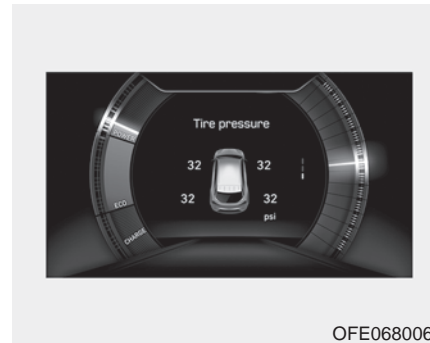 Tire pressure
POWER
32 32
32 32
ECO
psi
CHARGE
OFE068006